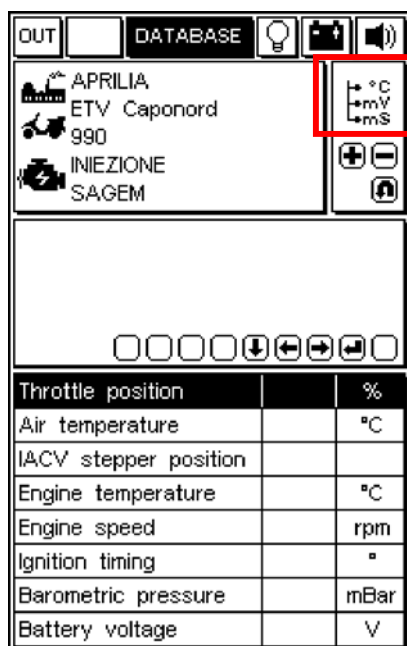 OUT DATABASE
APRILIA
ETV Caponord
990
INIEZIONE
SAGEM
°C
mV
mS
Throttle position %
Air temperature °C
IACV stepper position
Engine temperature °C
Engine speed rpm
Ignition timing °
Barometric pressure mBar
Battery voltage V